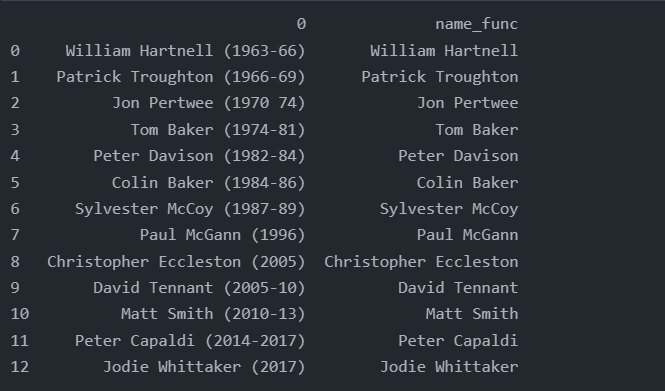 0 name_func
0 William Hartnell (1963-66) William Hartnell
1 Patrick Troughton (1966-69) Patrick Troughton
2 Jon Pertwee (1970 74) Jon Pertwee
3 Tom Baker (1974-81) Tom Baker
4 Peter Davison (1982-84) Peter Davison
5 Colin Baker (1984-86) Colin Baker
6 Sylvester McCoy (1987-89) Sylvester McCoy
7 Paul McGann (1996) Paul McGann
8 Christopher Eccleston (2005) Christopher Eccleston
9 David Tennant (2005-10) David Tennant
10 Matt Smith (2010-13) Matt Smith
11 Peter Capaldi (2014-2017) Peter Capaldi
12 Jodie Whittaker (2017) Jodie Whittaker